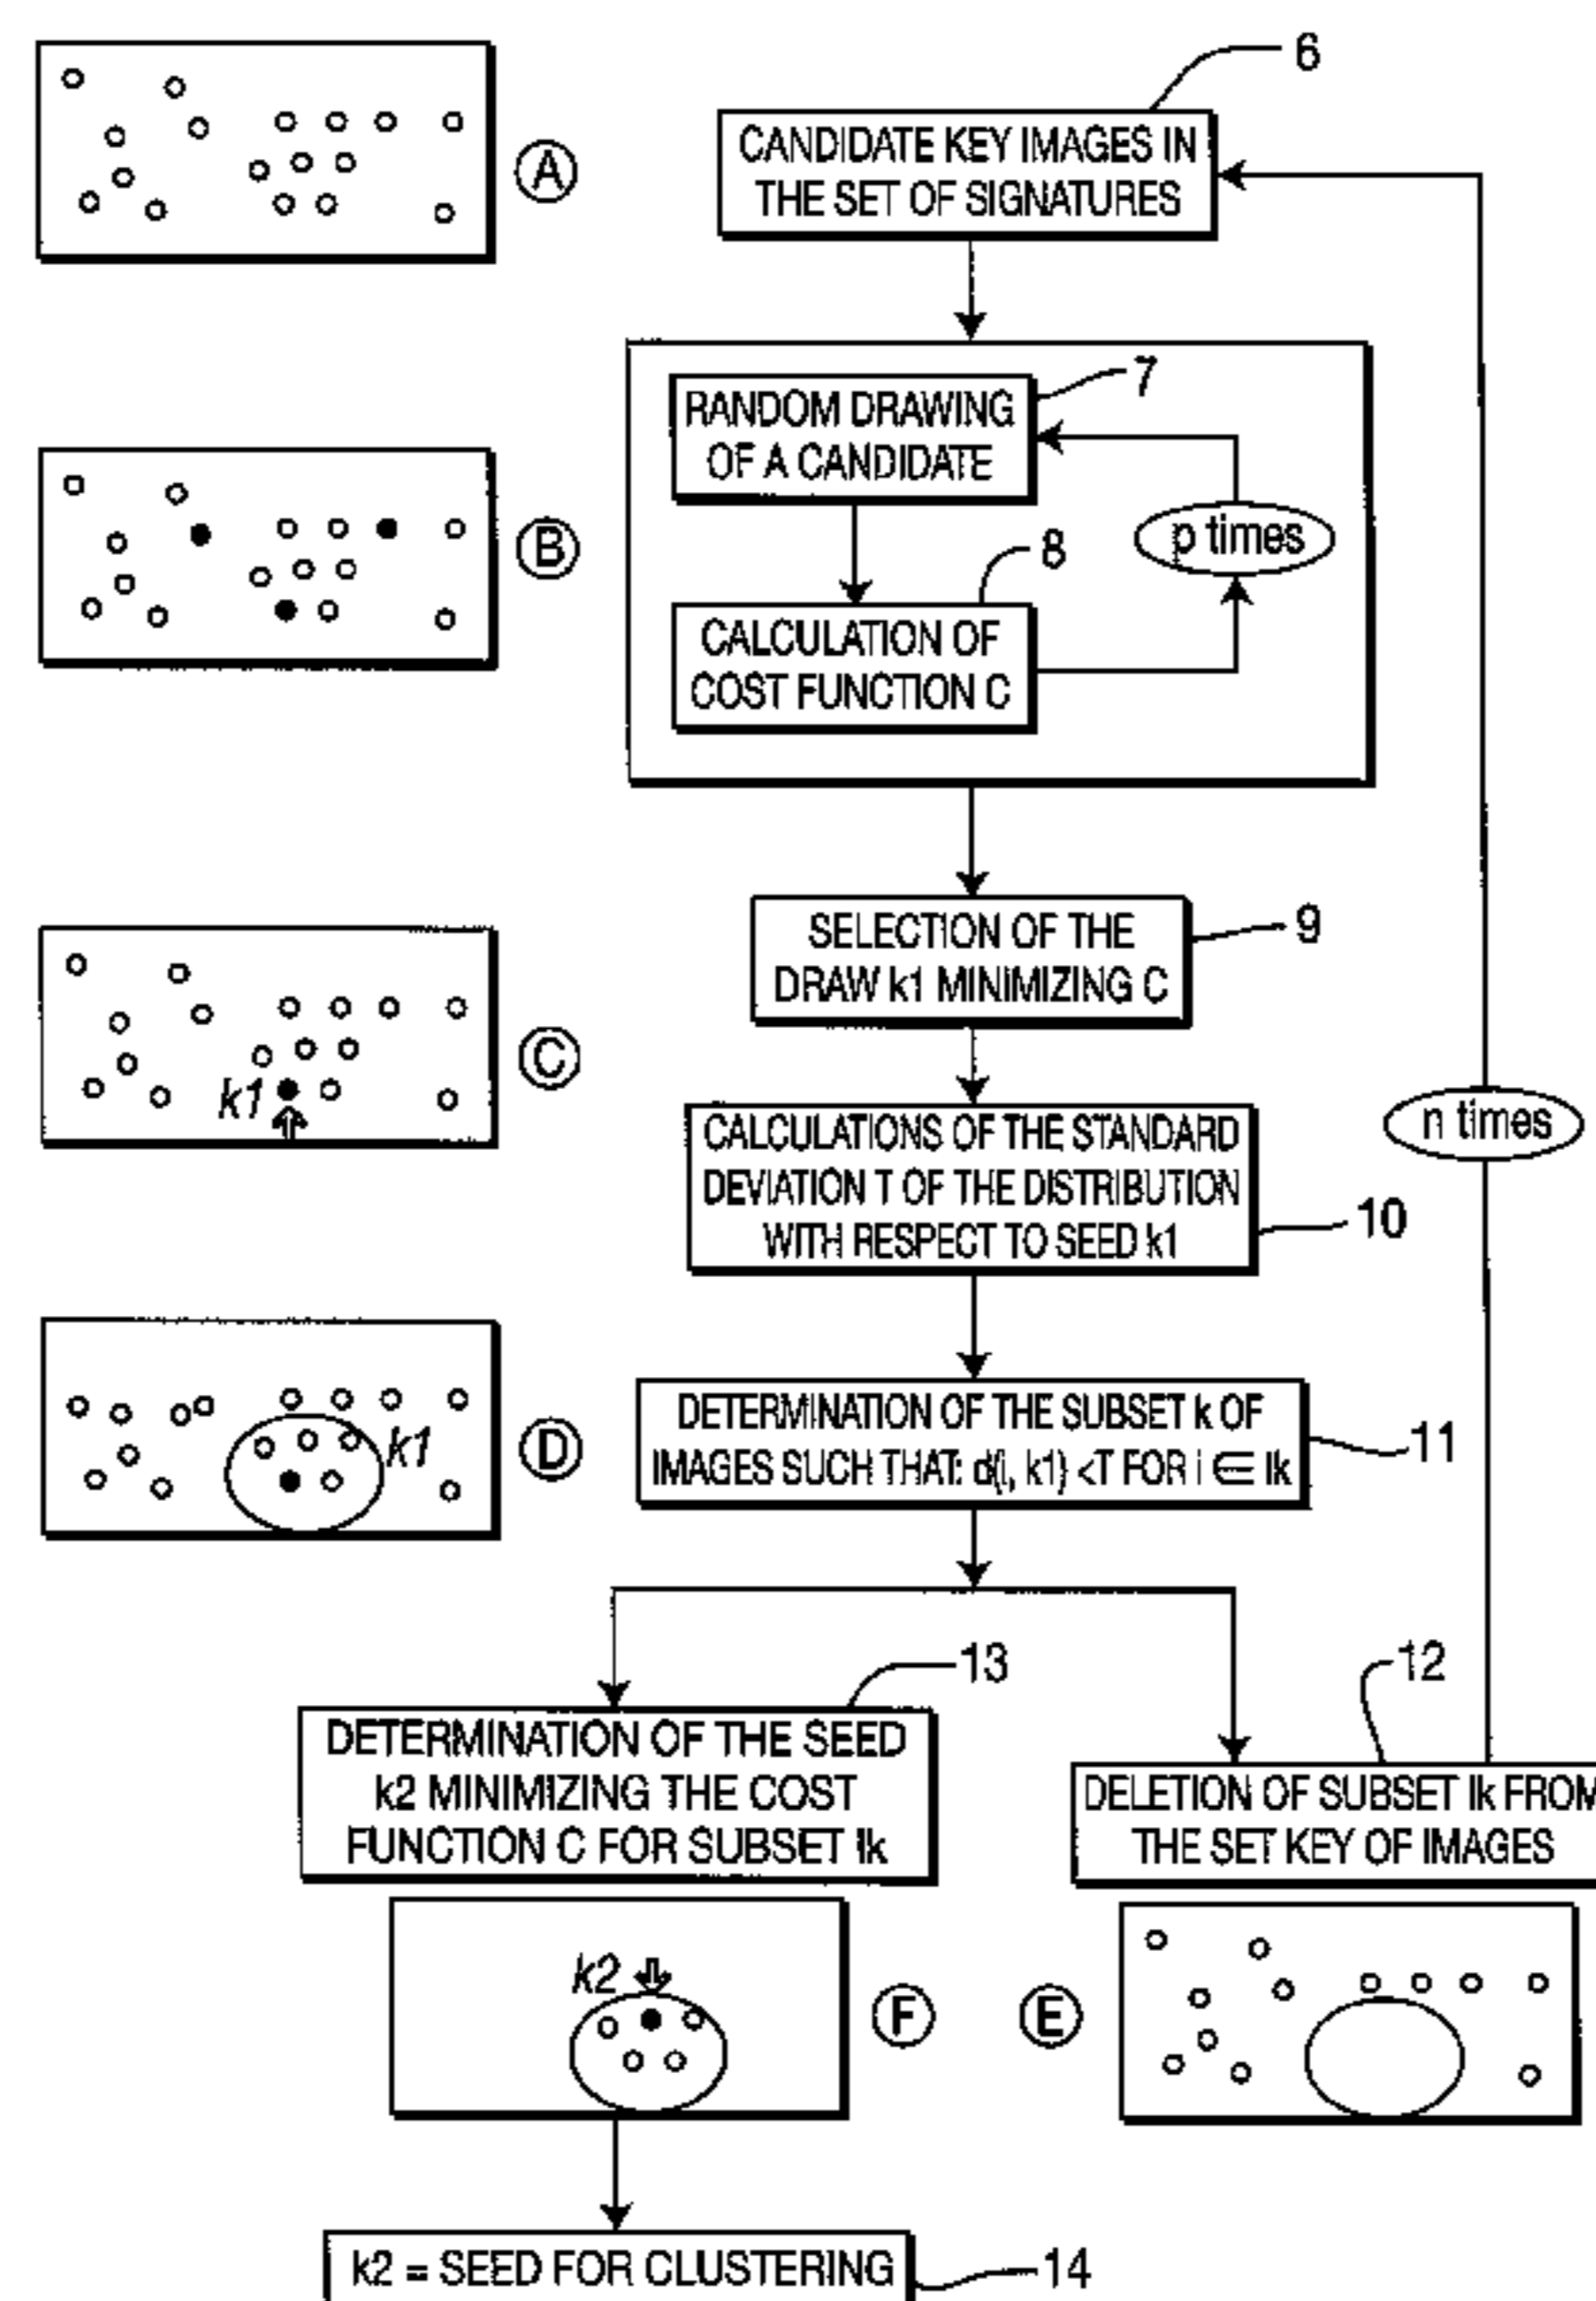 6
CANDIDATE KEY IMAGES IN
THE SET OF SIGNATURES
A
7
RANDOM DRAWING
OF A CANDIDATE
p times
B
8
CALCULATION OF
COST FUNCTION C
9
SELECTION OF THE
DRAW k1 MINIMIZING C
C
k1
n times
CALCULATIONS OF THE STANDARD
DEVIATION T OF THE DISTRIBUTION
WITH RESPECT TO SEED k1
10
D
k1
DETERMINATION OF THE SUBSET k OF
IMAGES SUCH THAT: d(i, k1) <T FOR i ∈ Ik
11
13
DETERMINATION OF THE SEED
k2 MINIMIZING THE COST
FUNCTION C FOR SUBSET Ik
12
DELETION OF SUBSET Ik FROM
THE SET KEY OF IMAGES
k2
F
E
k2 = SEED FOR CLUSTERING
14